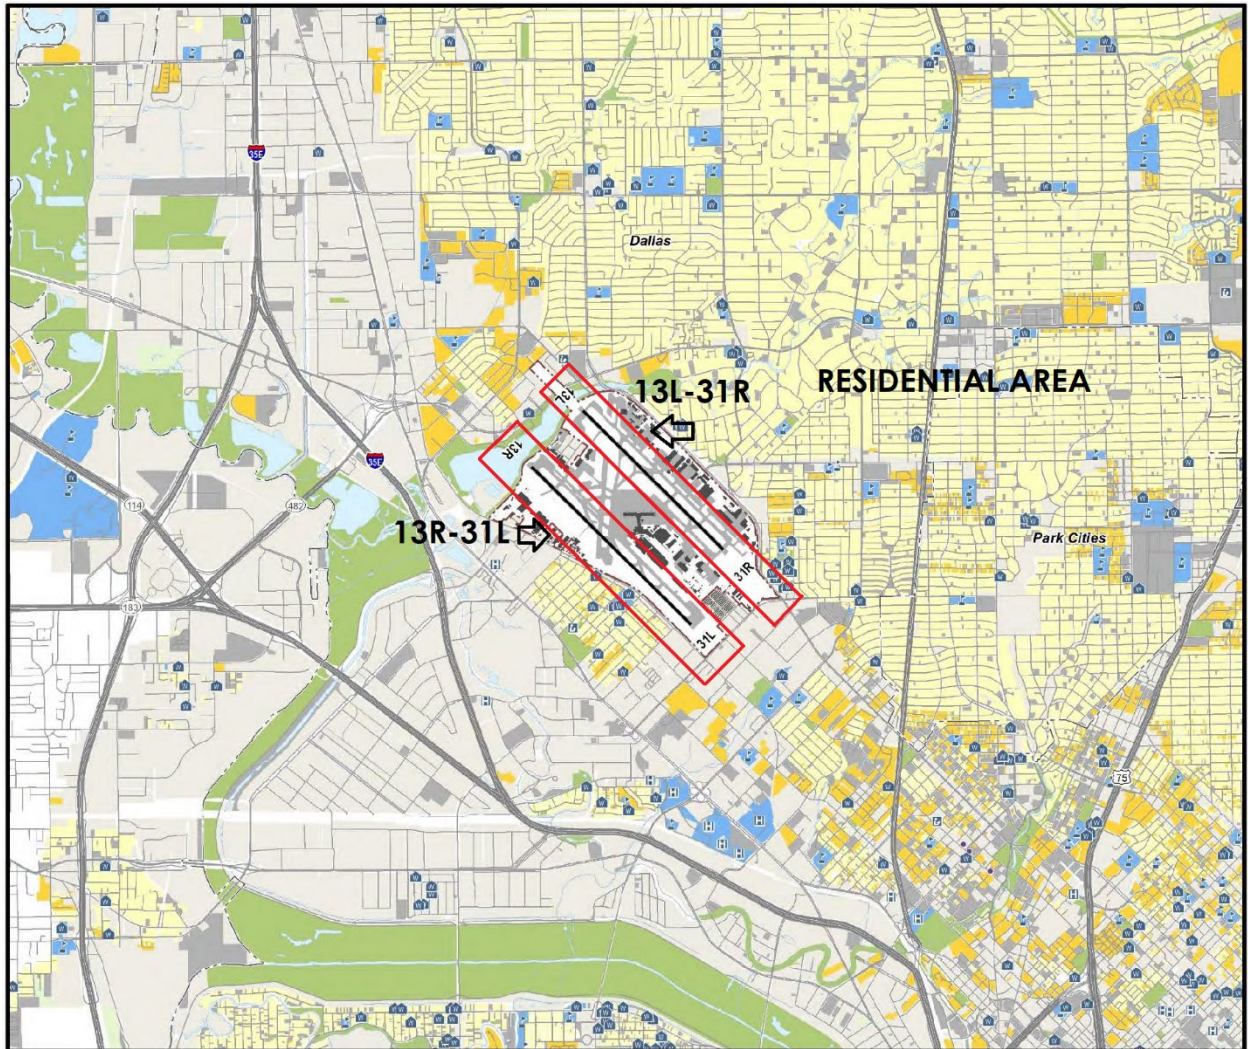 35E
Dallas
RESIDENTIAL AREA
13L-31R
13L
13R
35E
114
482
13R-31L
Park Cities
31R
H
183
31L
H
75
H
H
H
H
H
H
H
H